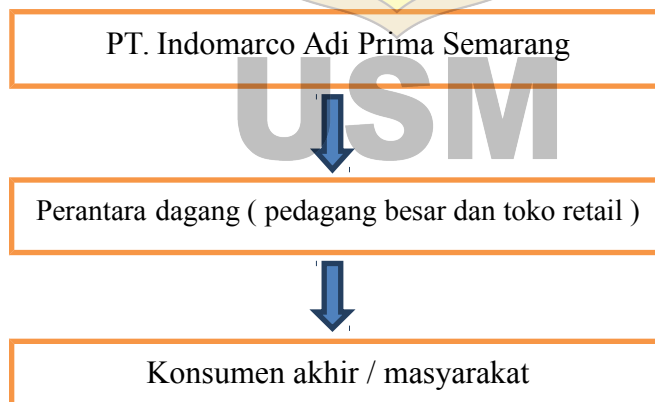 PT. Indomarco Adi Prima Semarang
USM
Perantara dagang ( pedagang besar dan toko retail )
Konsumen akhir / masyarakat